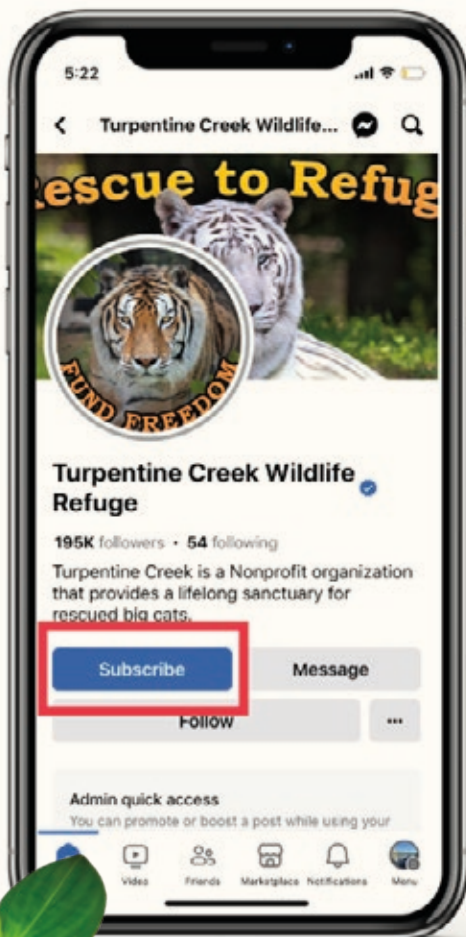 5:22
Turpentine Creek Wildlife...
Rescue to Refug
FUND FREEDOM
Turpentine Creek Wildlife
Refuge
195K followers · 54 following
Turpentine Creek is a Nonprofit organization
that provides a lifelong sanctuary for
rescued big cats.
Subscribe
Message
Follow
...
Admin quick access
You can promote or boost a post while using your
Video
Friends
Marketplace
Notifications
Menu